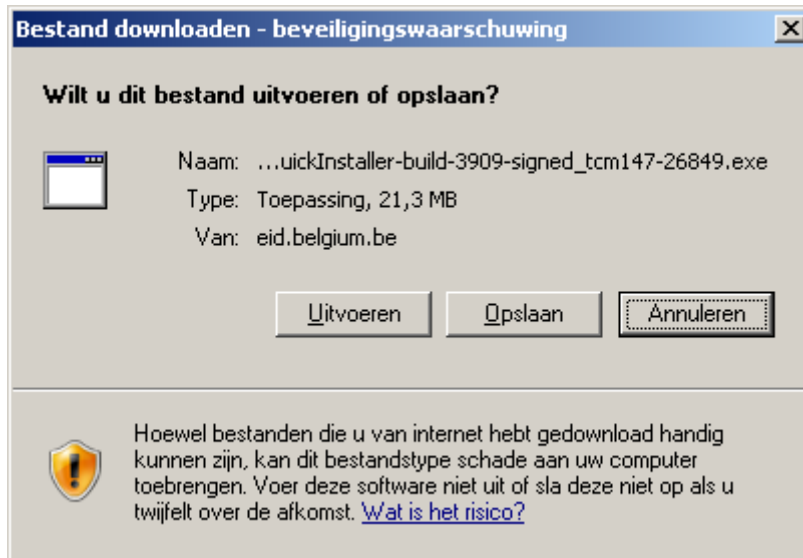 Bestand downloaden - beveiligingswaarschuwing
Wilt u dit bestand uitvoeren of opslaan?
Naam: ...uickInstaller-build-3909-signed_tcm147-26849.exe
Type: Toepassing, 21,3 MB
Van: eid.belgium.be
Uitvoeren Opslaan Annuleren
Hoewel bestanden die u van internet hebt gedownload handig
kunnen zijn, kan dit bestandstype schade aan uw computer
toebrengen. Voer deze software niet uit of sla deze niet op als u
twijfelt over de afkomst. Wat is het risico?